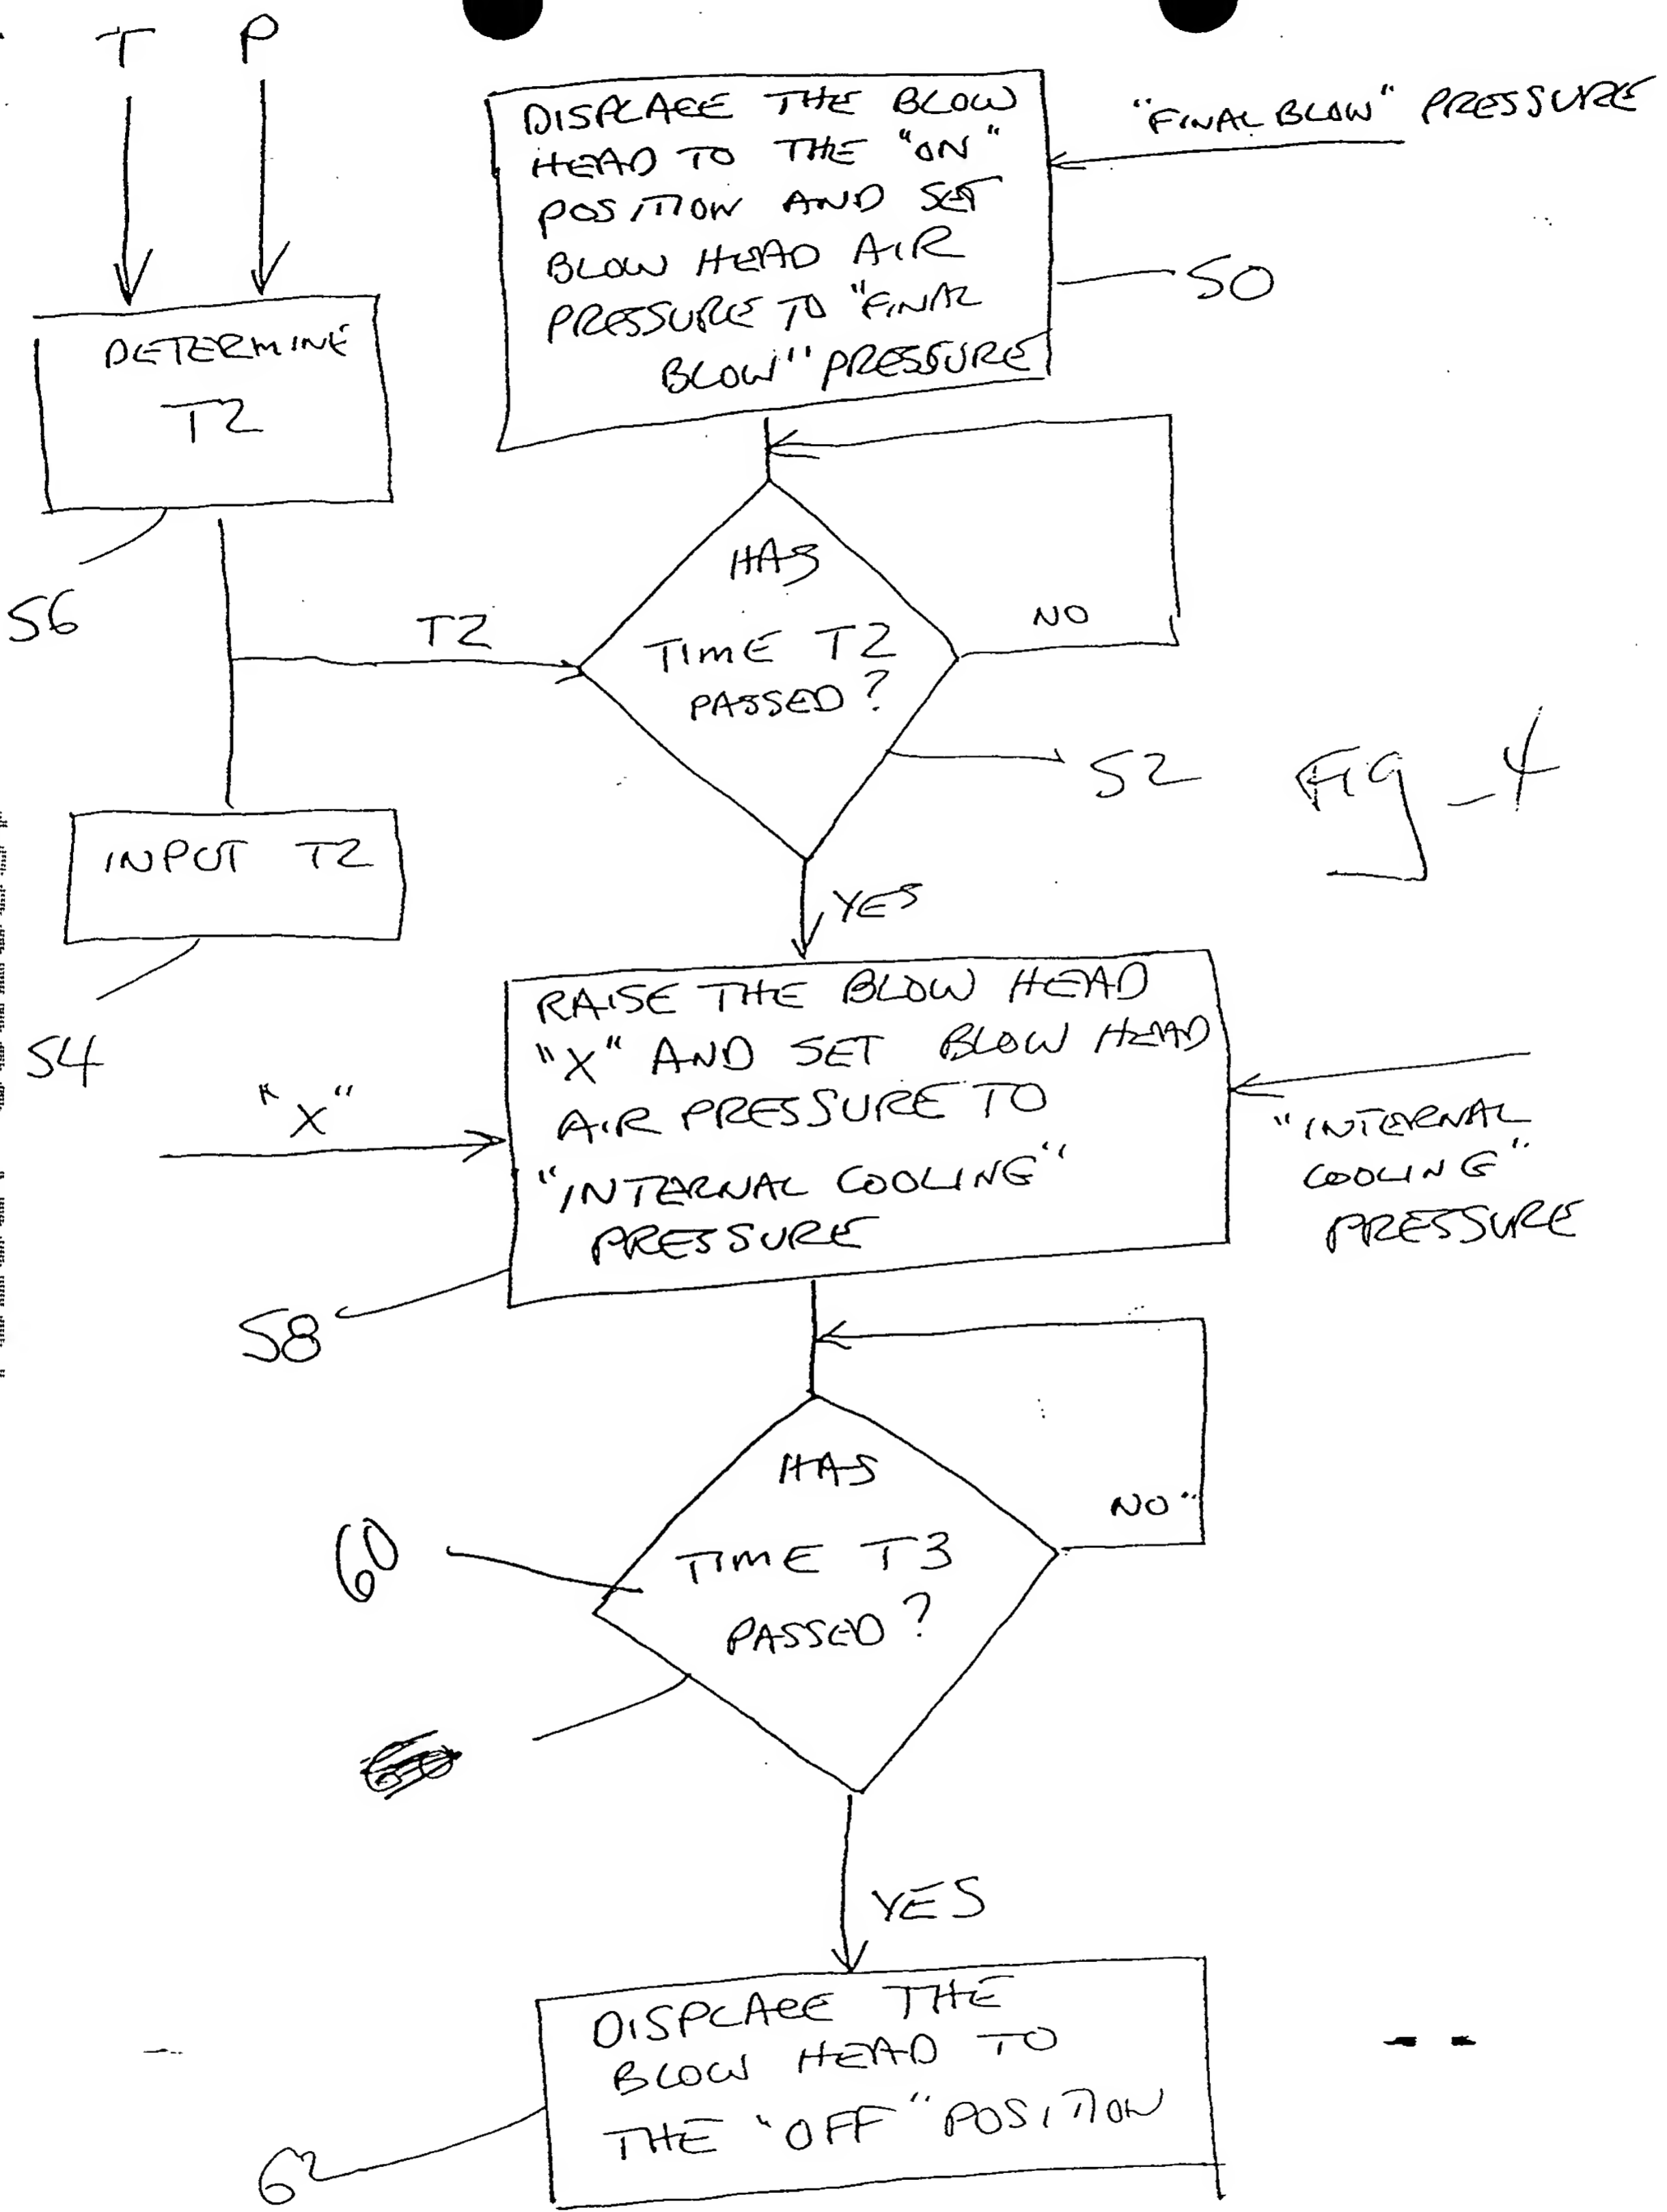 T P
DISPLACE THE BLOW
HEAD TO THE "ON"
POSITION AND SET
BLOW HEAD AIR
PRESSURE TO "FINAL
BLOW" PRESSURE
"FINAL BLOW" PRESSURE
50
DETERMINE
T2
56
T2
HAS
TIME T2
PASSED?
NO
52
Fig_4
INPUT T2
54
YES
RAISE THE BLOW HEAD
"X" AND SET BLOW HEAD
AIR PRESSURE TO
"INTERNAL COOLING"
PRESSURE
"X"
"INTERNAL
COOLING"
PRESSURE
58
HAS
TIME T3
PASSED?
NO
60
YES
DISPLACE THE
BLOW HEAD TO
THE "OFF" POSITION
62